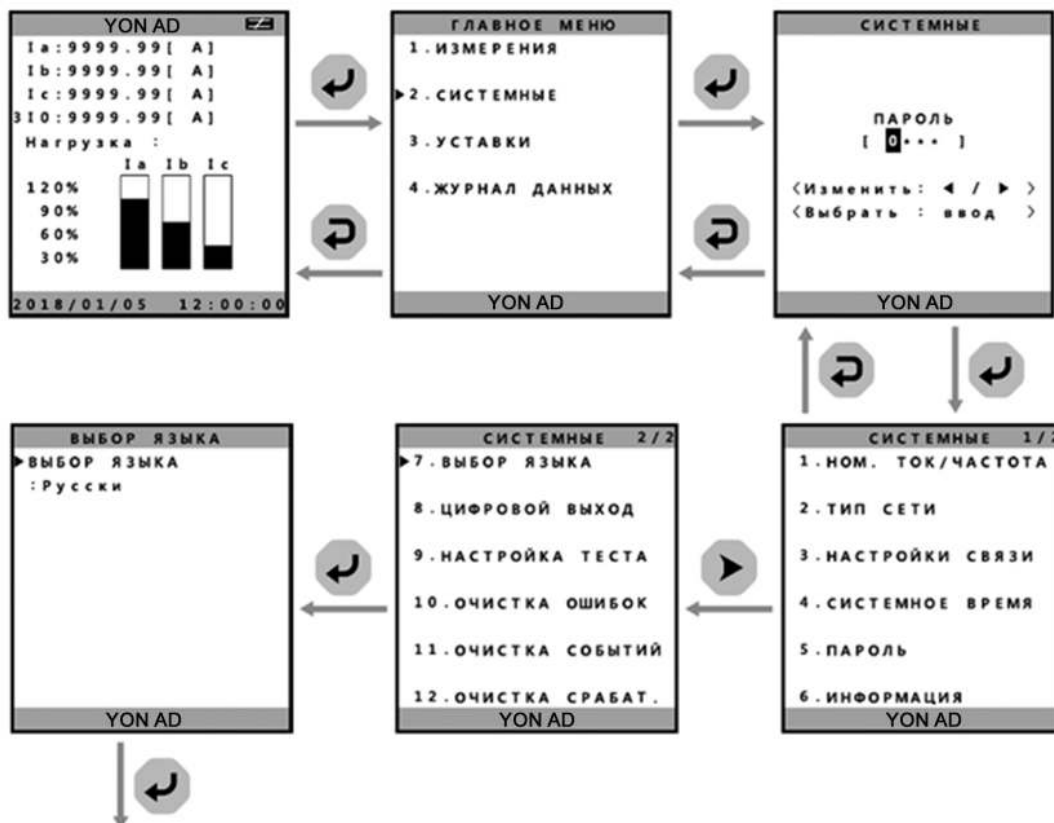 YON AD
Ia:9999.99[ A]
Ib:9999.99[ A]
Ic:9999.99[ A]
3I0:9999.99[ A]
Нагрузка :
Ia Ib Ic
120%
90%
60%
30%
2018/01/05 12:00:00
ГЛАВНОЕ МЕНЮ
1.ИЗМЕРЕНИЯ
2.СИСТЕМНЫЕ
3.УСТАВКИ
4.ЖУРНАЛ ДАННЫХ
YON AD
СИСТЕМНЫЕ
ПАРОЛЬ
[ 0*** ]
<Изменить: ◄ / ► >
<Выбрать : ввод >
YON AD
ВЫБОР ЯЗЫКА
ВЫБОР ЯЗЫКА
:Русски
YON AD
СИСТЕМНЫЕ 2/2
7.ВЫБОР ЯЗЫКА
8.ЦИФРОВОЙ ВЫХОД
9.НАСТРОЙКА ТЕСТА
10.ОЧИСТКА ОШИБОК
11.ОЧИСТКА СОБЫТИЙ
12.ОЧИСТКА СРАБАТ.
YON AD
СИСТЕМНЫЕ 1/2
1.НОМ. ТОК/ЧАСТОТА
2.ТИП СЕТИ
3.НАСТРОЙКИ СВЯЗИ
4.СИСТЕМНОЕ ВРЕМЯ
5.ПАРОЛЬ
6.ИНФОРМАЦИЯ
YON AD